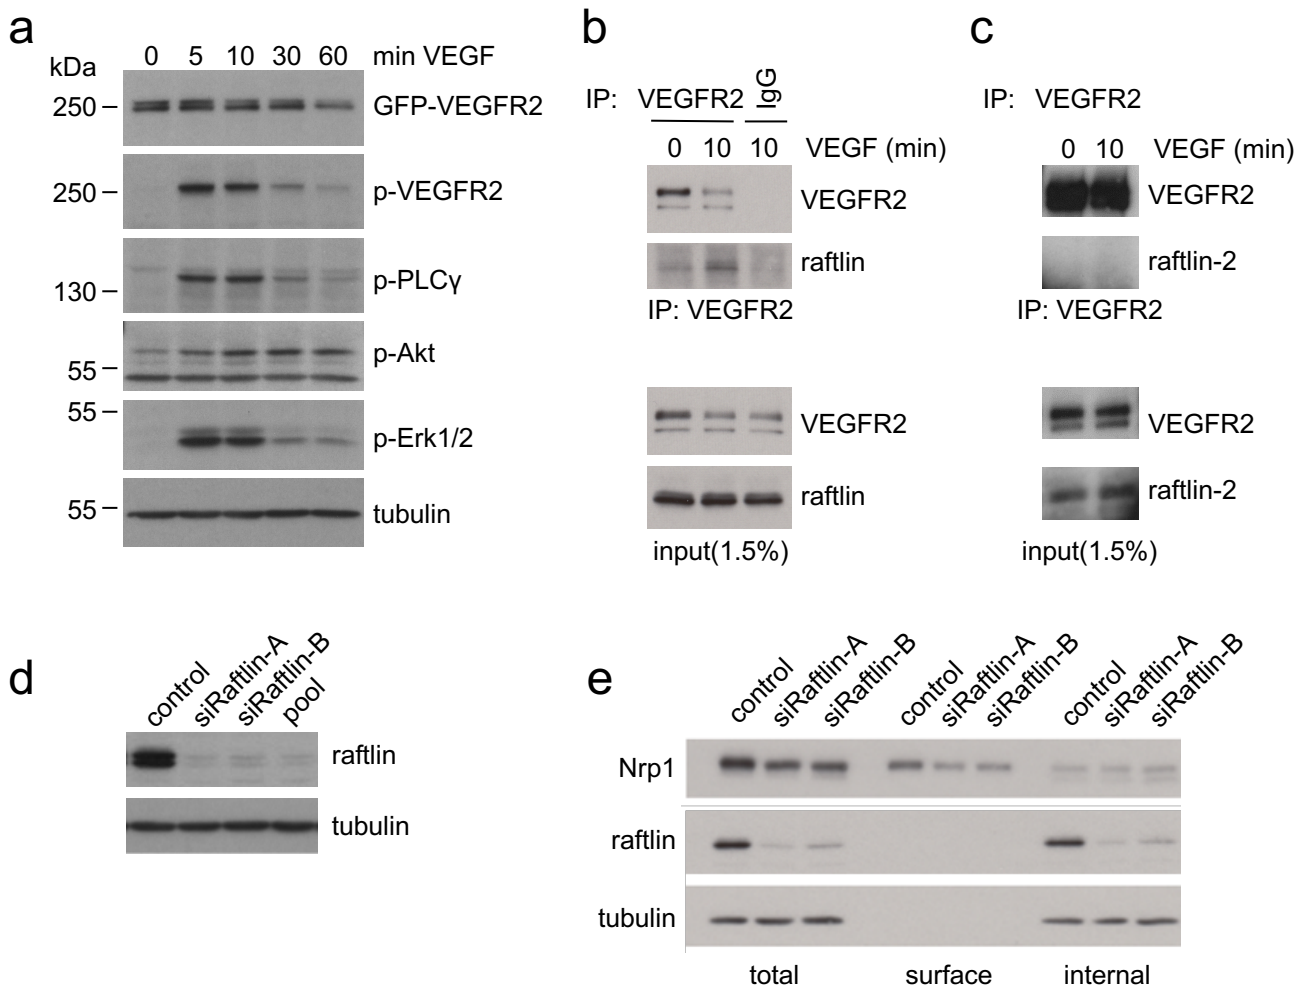 a
0 5 10 30 60 min VEGF
kDa
250 GFP-VEGFR2
250 p-VEGFR2
130 p-PLCγ
55 p-Akt
55 p-Erk1/2
55 tubulin
b
IP: VEGFR2 IgG
0 10 10 VEGF (min)
VEGFR2
raftlin
IP: VEGFR2
VEGFR2
raftlin
input(1.5%)
c
IP: VEGFR2
0 10 VEGF (min)
VEGFR2
raftlin-2
IP: VEGFR2
VEGFR2
raftlin-2
input(1.5%)
d
control siRaftlin-A siRaftlin-B pool
raftlin
tubulin
e
control siRaftlin-A siRaftlin-B control siRaftlin-A siRaftlin-B control siRaftlin-A siRaftlin-B
Nrp1
raftlin
tubulin
total surface internal